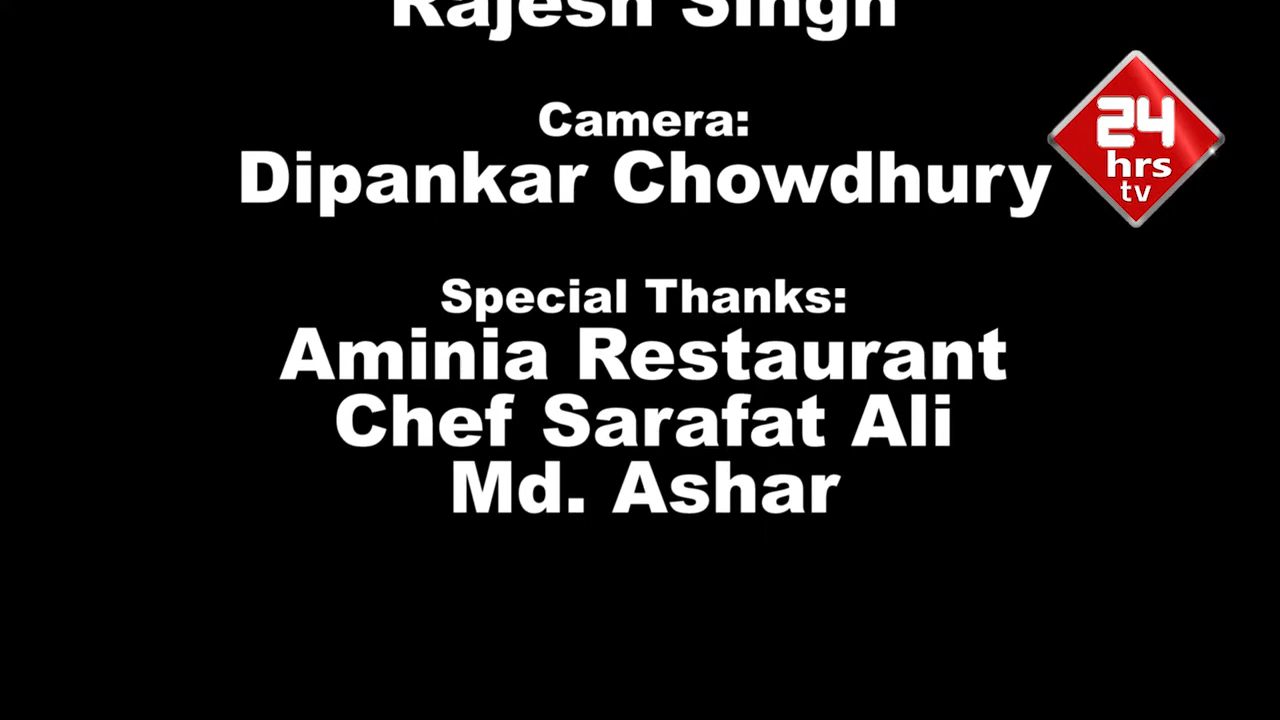 Rajesh Singh
Camera:
Dipankar Chowdhury
Special Thanks:
Aminia Restaurant
Chef Sarafat Ali
Md. Ashar
24
hrs
tv